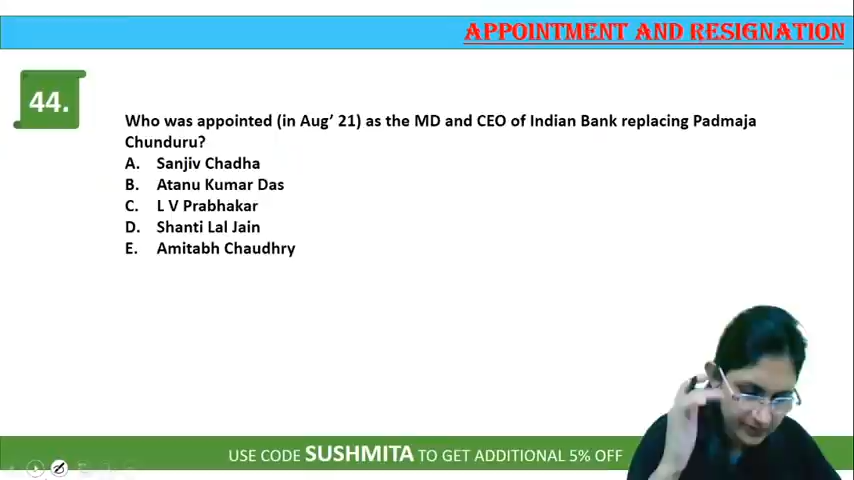 APPOINTMENT AND RESIGNATION
44.
Who was appointed (in Aug’ 21) as the MD and CEO of Indian Bank replacing Padmaja
Chunduru?
A. Sanjiv Chadha
B. Atanu Kumar Das
C. L V Prabhakar
D. Shanti Lal Jain
E. Amitabh Chaudhry
USE CODE SUSHMITA TO GET ADDITIONAL 5% OFF